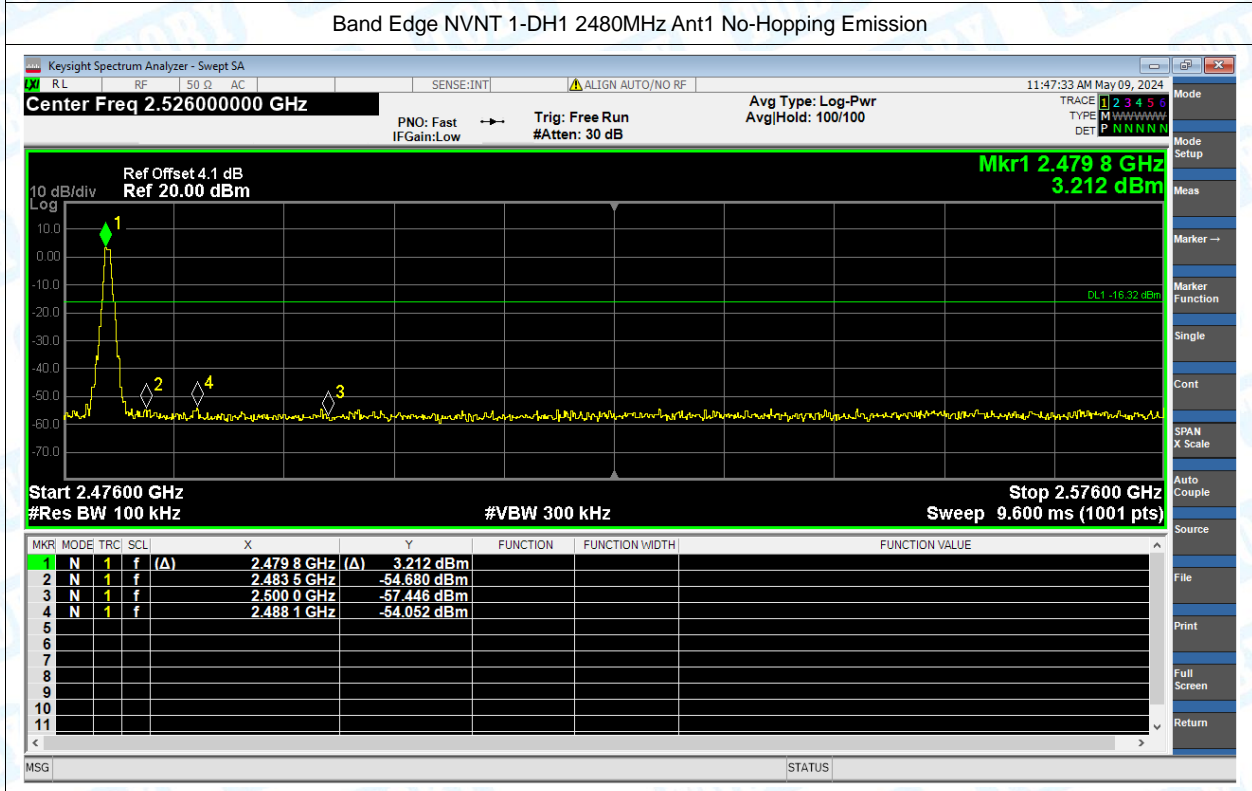 Band Edge NVNT 1-DH1 2480MHz Ant1 No-Hopping Emission
Keysight Spectrum Analyzer - Swept SA
LXI RL RF 50 Ω AC SENSE:INT ALIGN AUTO/NO RF 11:47:33 AM May 09, 2024
Center Freq 2.526000000 GHz
PNO: Fast
IFGain:Low
Trig: Free Run
#Atten: 30 dB
Avg Type: Log-Pwr
Avg|Hold: 100/100
TRACE 1 2 3 4 5 6
TYPE M WWWWW
DET P N N N N N
Mkr1 2.479 8 GHz
3.212 dBm
Ref Offset 4.1 dB
10 dB/div Ref 20.00 dBm
Log
10.0
0.00
-10.0
-20.0
-30.0
-40.0
-50.0
-60.0
-70.0
1
2
4
3
DL1 -16.32 dBm
Start 2.47600 GHz Stop 2.57600 GHz
#Res BW 100 kHz #VBW 300 kHz Sweep 9.600 ms (1001 pts)
MKR MODE TRC SCL X Y FUNCTION FUNCTION WIDTH FUNCTION VALUE
1 N 1 f (Δ) 2.479 8 GHz (Δ) 3.212 dBm
2 N 1 f 2.483 5 GHz -54.680 dBm
3 N 1 f 2.500 0 GHz -57.446 dBm
4 N 1 f 2.488 1 GHz -54.052 dBm
5
6
7
8
9
10
11
MSG STATUS
Mode
Mode
Setup
Meas
Marker →
Marker
Function
Single
Cont
SPAN
X Scale
Auto
Couple
Source
File
Print
Full
Screen
Return